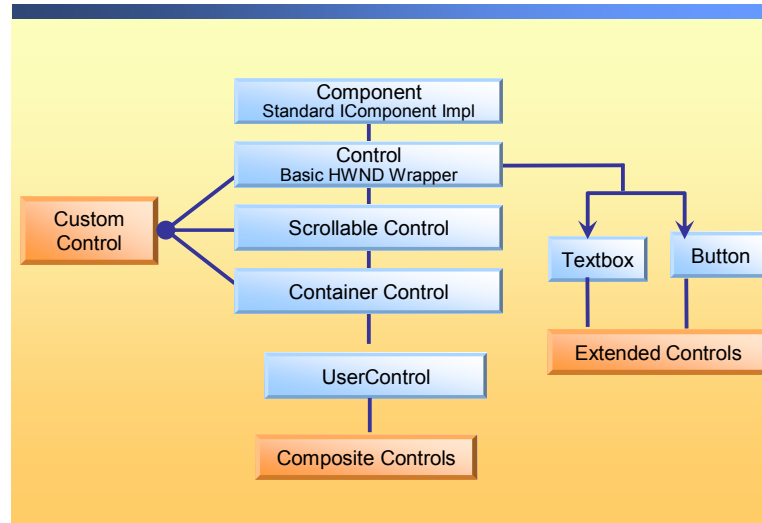 Component
Standard IComponent Impl
Control
Basic HWND Wrapper
Custom
Control
Scrollable Control
Container Control
Textbox
Button
Extended Controls
UserControl
Composite Controls